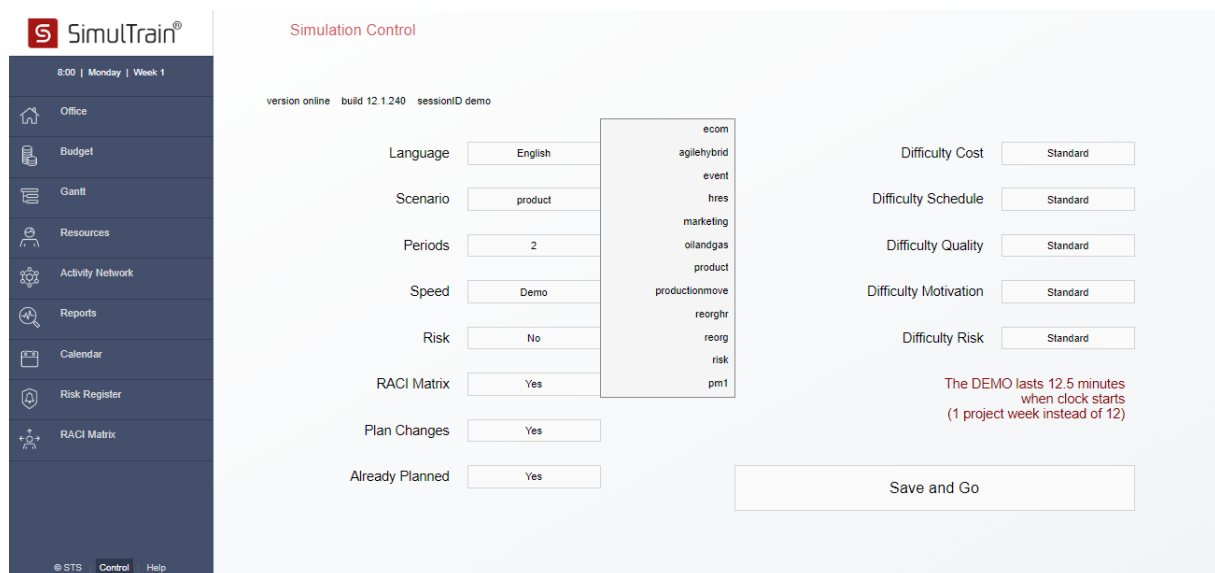 S SimulTrain®
8:00 | Monday | Week 1
Office
Budget
Gantt
Resources
Activity Network
Reports
Calendar
Risk Register
RACI Matrix
© STS | Control | Help
Simulation Control
version online build 12.1.240 sessionID demo
Language English
Scenario product
Periods 2
Speed Demo
Risk No
RACI Matrix Yes
Plan Changes Yes
Already Planned Yes
ecom
agilehybrid
event
hres
marketing
oilandgas
product
productionmove
reorghr
reorg
risk
pm1
Difficulty Cost Standard
Difficulty Schedule Standard
Difficulty Quality Standard
Difficulty Motivation Standard
Difficulty Risk Standard
The DEMO lasts 12.5 minutes
when clock starts
(1 project week instead of 12)
Save and Go